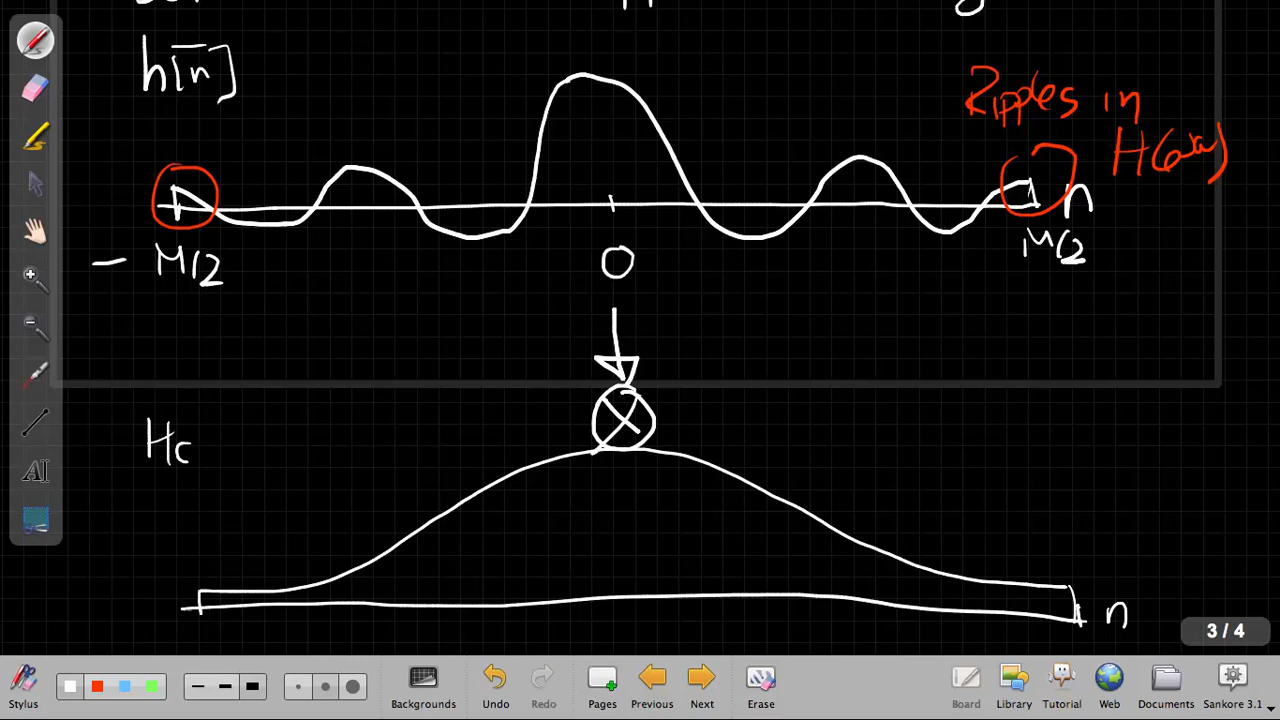 h[n]
Ripples in
H(e^jω)
n
- M/2
0
M/2
Hc
n
3 / 4
Stylus
Backgrounds
Undo
Redo
Pages
Previous
Next
Erase
Board
Library
Tutorial
Web
Documents
Sankore 3.1